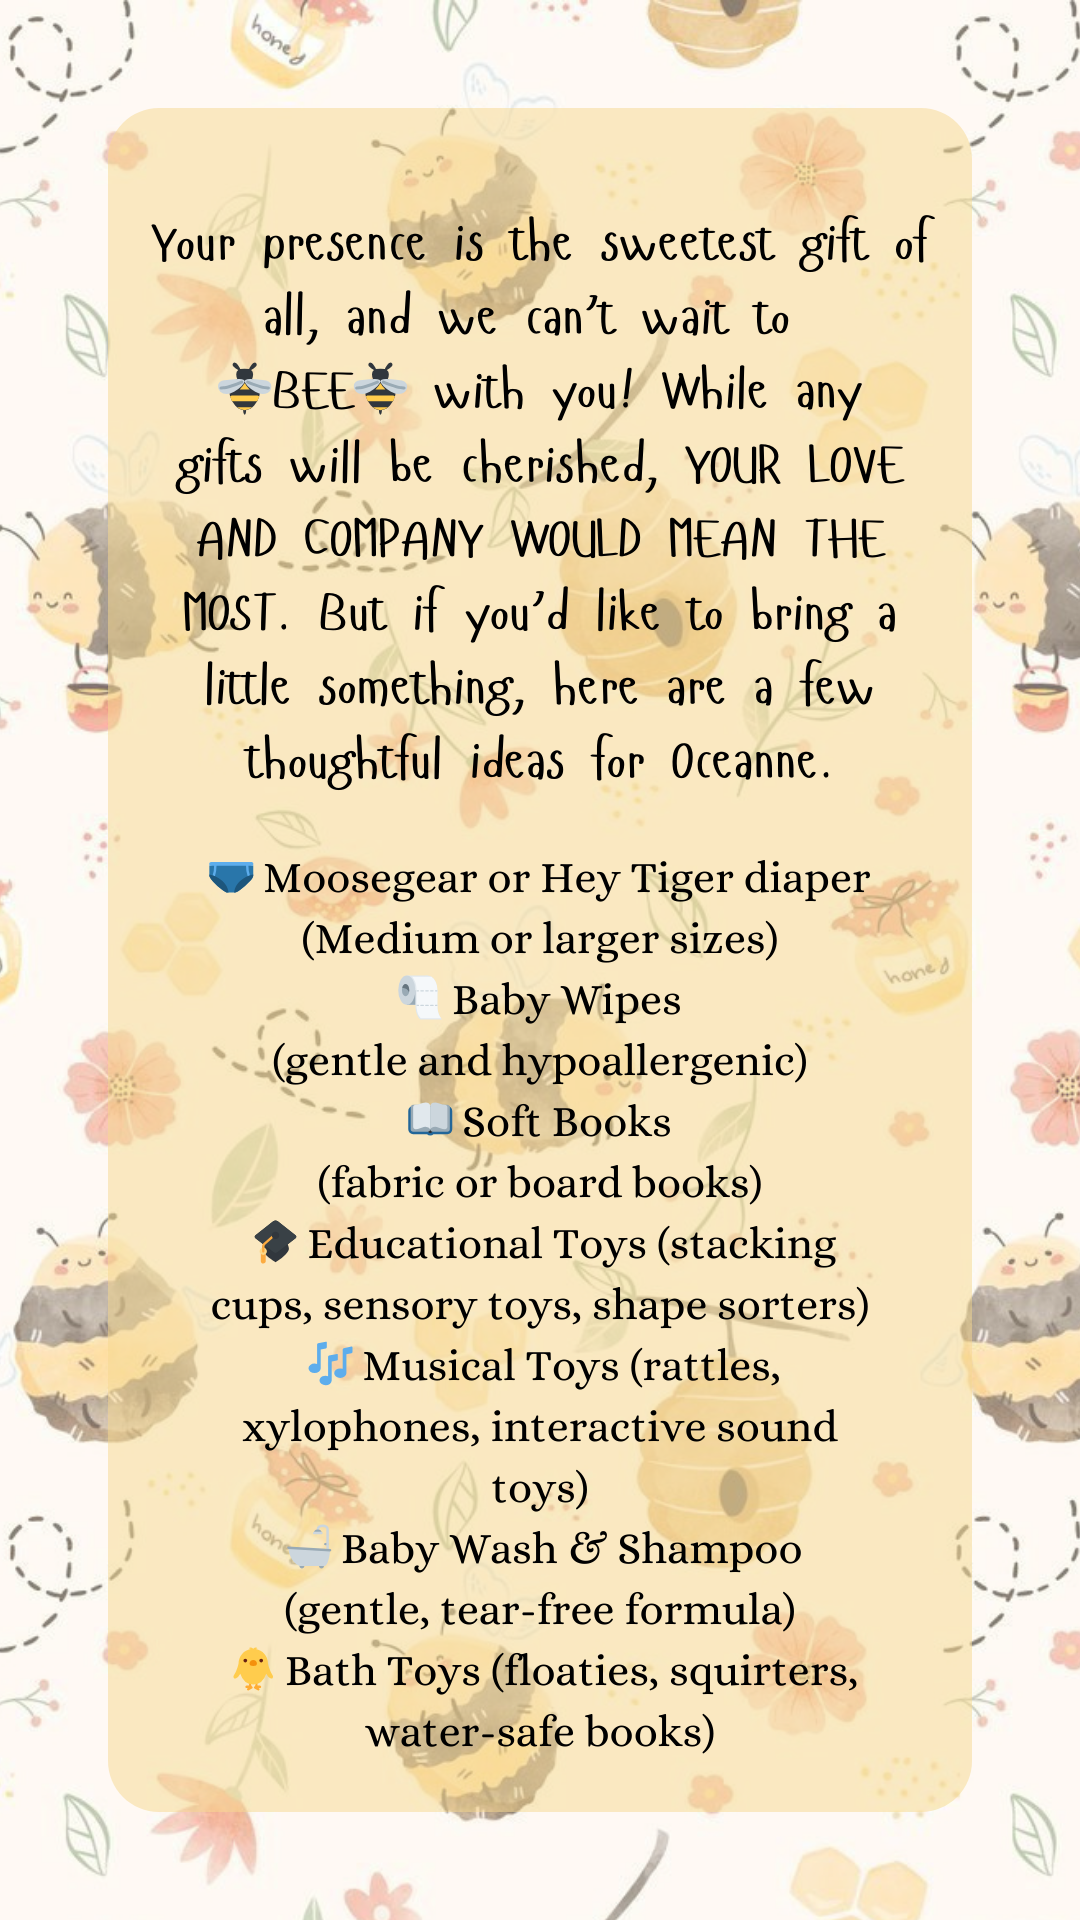 honey
Your presence is the sweetest gift of
all, and we can’t wait to
🐝BEE🐝 with you! While any
gifts will be cherished, YOUR LOVE
AND COMPANY WOULD MEAN THE
MOST. But if you’d like to bring a
little something, here are a few
thoughtful ideas for Oceanne.
🩲 Moosegear or Hey Tiger diaper
(Medium or larger sizes)
honey
🧻 Baby Wipes
(gentle and hypoallergenic)
📖 Soft Books
(fabric or board books)
🎓 Educational Toys (stacking
cups, sensory toys, shape sorters)
🎶 Musical Toys (rattles,
xylophones, interactive sound
toys)
honey
🛁 Baby Wash & Shampoo
(gentle, tear-free formula)
🐥 Bath Toys (floaties, squirters,
water-safe books)